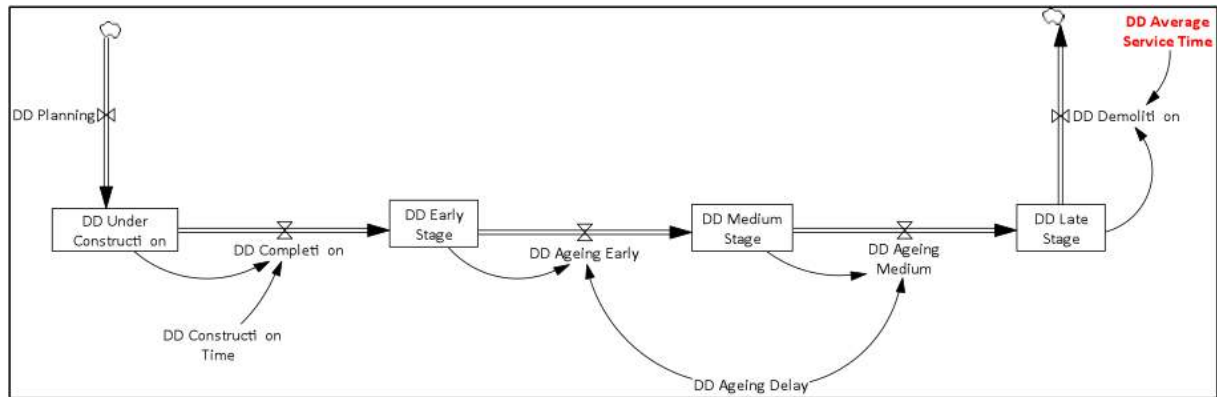 DD Average
Service Time
DD Planning
DD Demoliti on
DD Under
Constructi on
DD Early
Stage
DD Medium
Stage
DD Late
Stage
DD Completi on
DD Ageing Early
DD Ageing
Medium
DD Constructi on
Time
DD Ageing Delay